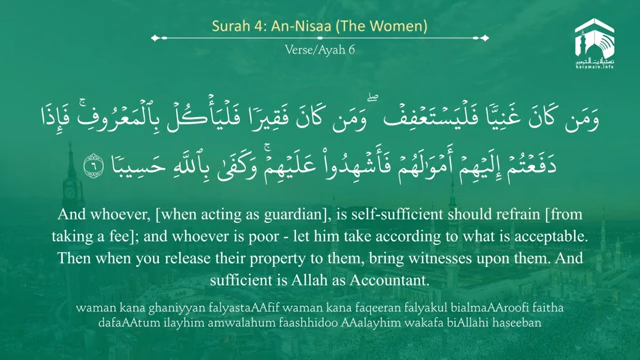 Surah 4: An-Nisaa (The Women)
Verse/Ayah 6
haramain.info
وَمَن كَانَ غَنِيًّا فَلْيَسْتَعْفِفْ ۖ وَمَن كَانَ فَقِيرًا فَلْيَأْكُلْ بِٱلْمَعْرُوفِ ۚ فَإِذَا
دَفَعْتُمْ إِلَيْهِمْ أَمْوَٰلَهُمْ فَأَشْهِدُوا۟ عَلَيْهِمْ ۚ وَكَفَىٰ بِٱللَّهِ حَسِيبًا ٦
And whoever, [when acting as guardian], is self-sufficient should refrain [from
taking a fee]; and whoever is poor - let him take according to what is acceptable.
Then when you release their property to them, bring witnesses upon them. And
sufficient is Allah as Accountant.
waman kana ghaniyyan falyastaAAfif waman kana faqeeran falyakul bialmaAAroofi faitha
dafaAAtum ilayhim amwalahum faashhidoo AAalayhim wakafa biAllahi haseeban